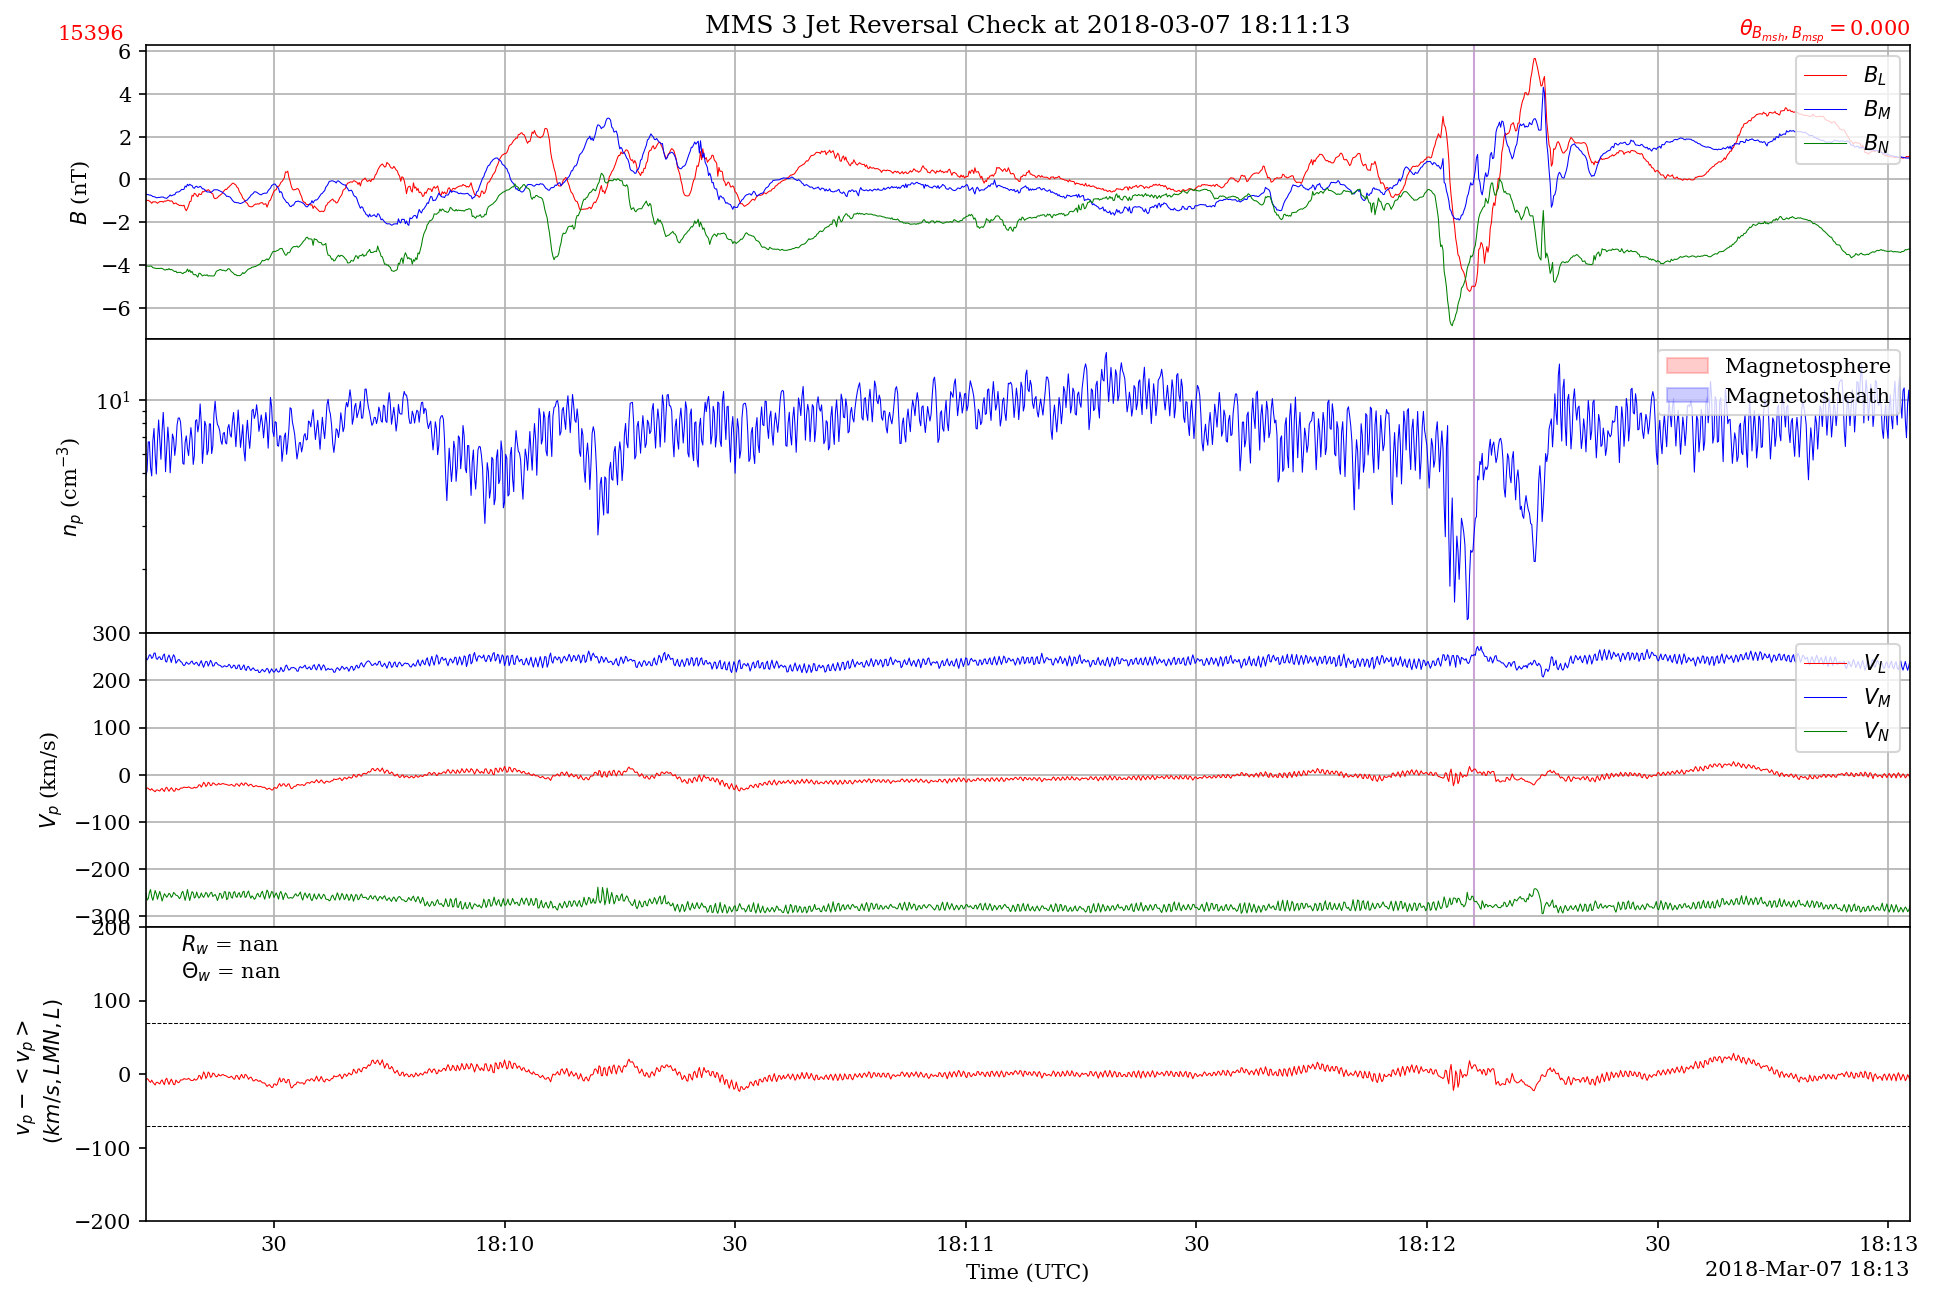 MMS 3 Jet Reversal Check at 2018-03-07 18:11:13
15396
θ_{B_{msh}, B_{msp}} = 0.000
6
4
2
0
−2
−4
−6
B (nT)
B_L
B_M
B_N
10^1
n_p (cm^{−3})
Magnetosphere
Magnetosheath
300
200
100
0
−100
−200
−300
V_p (km/s)
V_L
V_M
V_N
200
100
0
−100
−200
v_p − < v_p >
(km/s, LMN, L)
R_w = nan
Θ_w = nan
30 18:10 30 18:11 30 18:12 30 18:13
Time (UTC)
2018-Mar-07 18:13